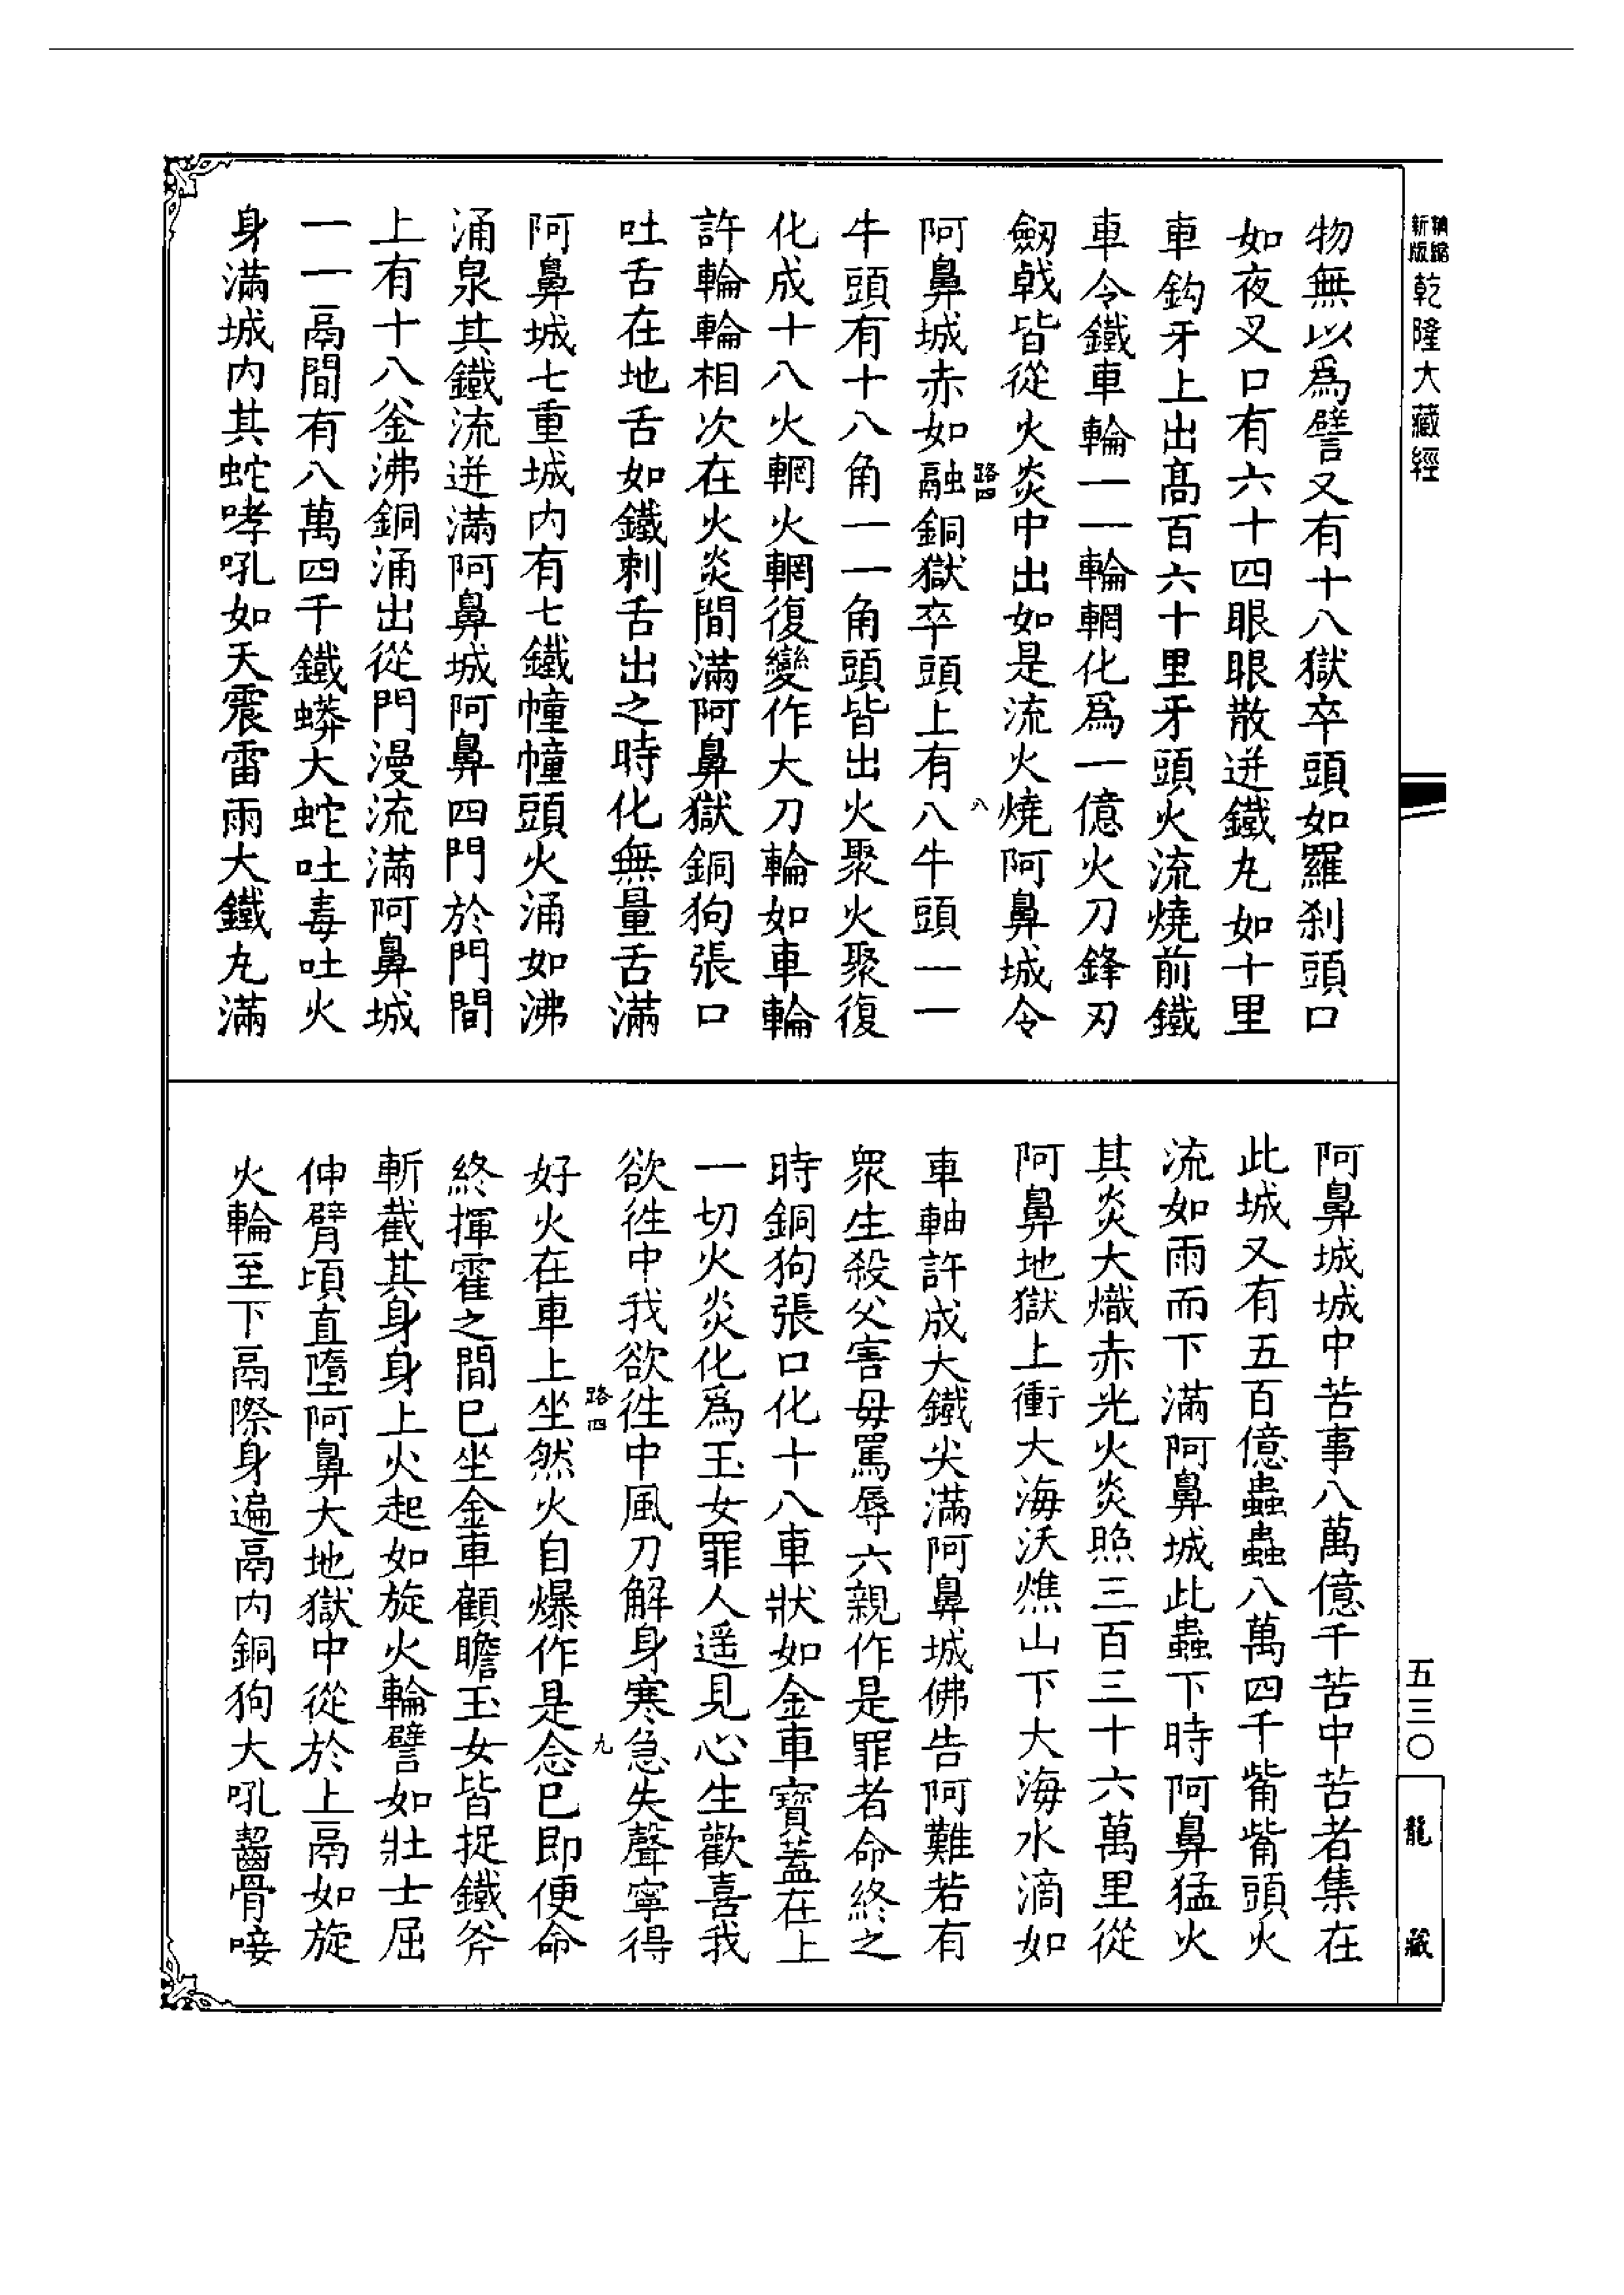 新版精縮乾隆大藏經
物無以爲譬又有十八獄卒頭如羅刹頭口
如夜叉口有六十四眼眼散迸鐵丸如十里
車鈎牙上出髙百六十里牙頭火流燒前鐵
車令鐵車輪一一輪輞化爲一億火刀鋒刃
劔戟皆從火炎中出如是流火燒阿鼻城令
路四
八
阿鼻城赤如融銅獄卒頭上有八牛頭一一
牛頭有十八角一一角頭皆出火聚火聚復
化成十八火輞火輞復變作大刀輪如車輪
許輪輪相次在火炎間滿阿鼻獄銅狗張口
吐舌在地舌如鐵刺舌出之時化無量舌滿
阿鼻城七重城内有七鐵幢幢頭火涌如沸
涌泉其鐵流迸滿阿鼻城阿鼻四門於門間
上有十八釜沸銅涌出從門漫流滿阿鼻城
一一鬲間有八萬四千鐵蟒大蛇吐毒吐火
身滿城内其蛇哮吼如天震雷雨大鐵丸滿
阿鼻城城中苦事八萬億千苦中苦者集在
此城又有五百億蟲蟲八萬四千觜觜頭火
流如雨而下滿阿鼻城此蟲下時阿鼻猛火
其炎大熾赤光火炎照三百三十六萬里從
阿鼻地獄上衝大海沃燋山下大海水滴如
車軸許成大鐵尖滿阿鼻城佛告阿難若有
衆生殺父害母罵辱六親作是罪者命終之
時銅狗張口化十八車狀如金車寶蓋在上
一切火炎化爲玉女罪人遥見心生歡喜我
欲徃中我欲徃中風刀解身寒急失聲寧得
路四
九
好火在車上坐然火自爆作是念已即便命
終揮霍之間已坐金車顧瞻玉女皆捉鐵斧
斬截其身身上火起如旋火輪譬如壯士屈
伸臂頃直墮阿鼻大地獄中從於上鬲如旋
火輪至下鬲際身遍鬲内銅狗大吼齧骨唼
五三〇
龍藏